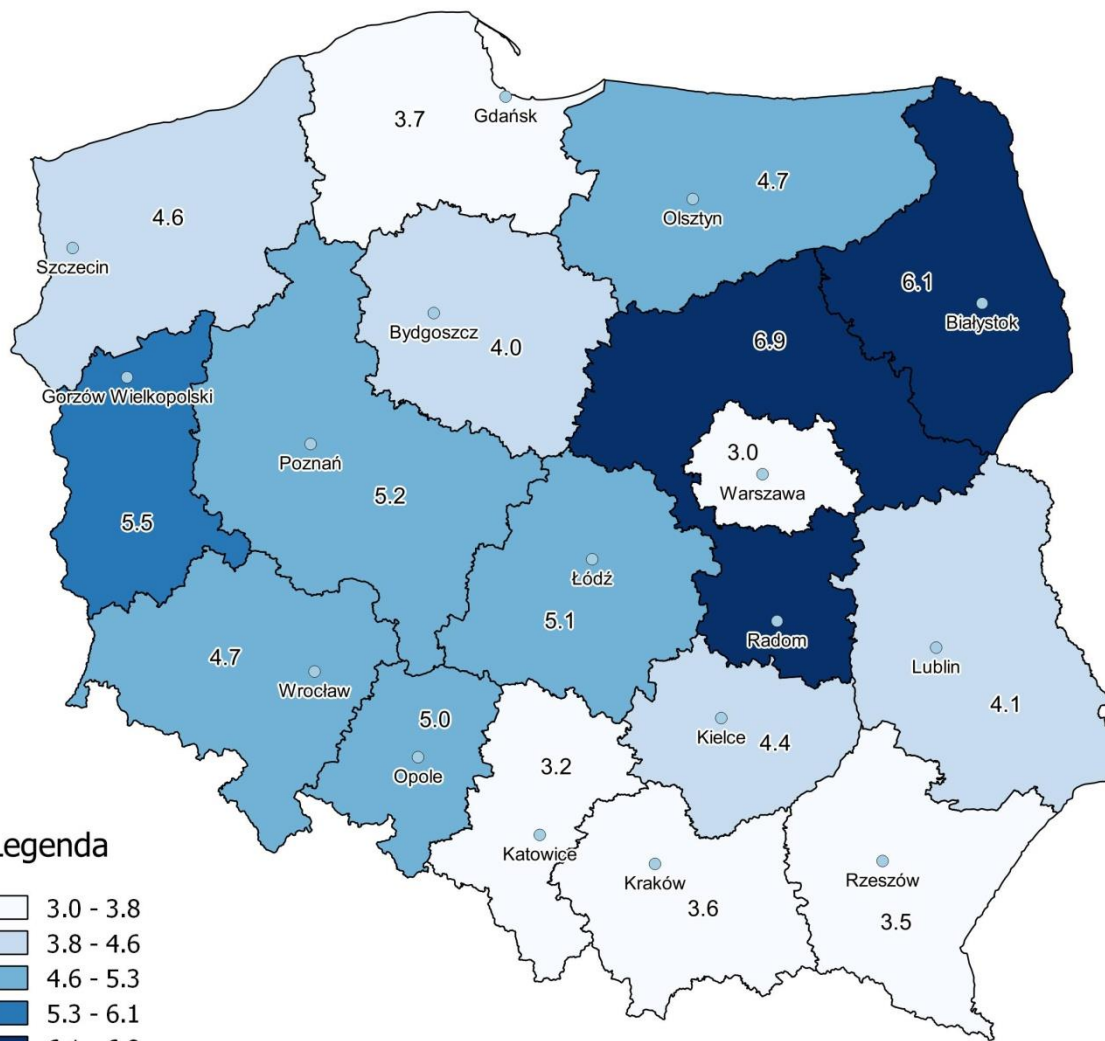 3.7
Gdańsk
4.7
Olsztyn
4.6
Szczecin
6.1
Białystok
Bydgoszcz
4.0
6.9
Gorzów Wielkopolski
Poznań
5.2
3.0
Warszawa
5.5
Łódź
5.1
Radom
Lublin
4.1
4.7
Wrocław
5.0
Opole
Kielce
4.4
3.2
Katowice
Kraków
3.6
Rzeszów
3.5
Legenda
3.0 - 3.8
3.8 - 4.6
4.6 - 5.3
5.3 - 6.1